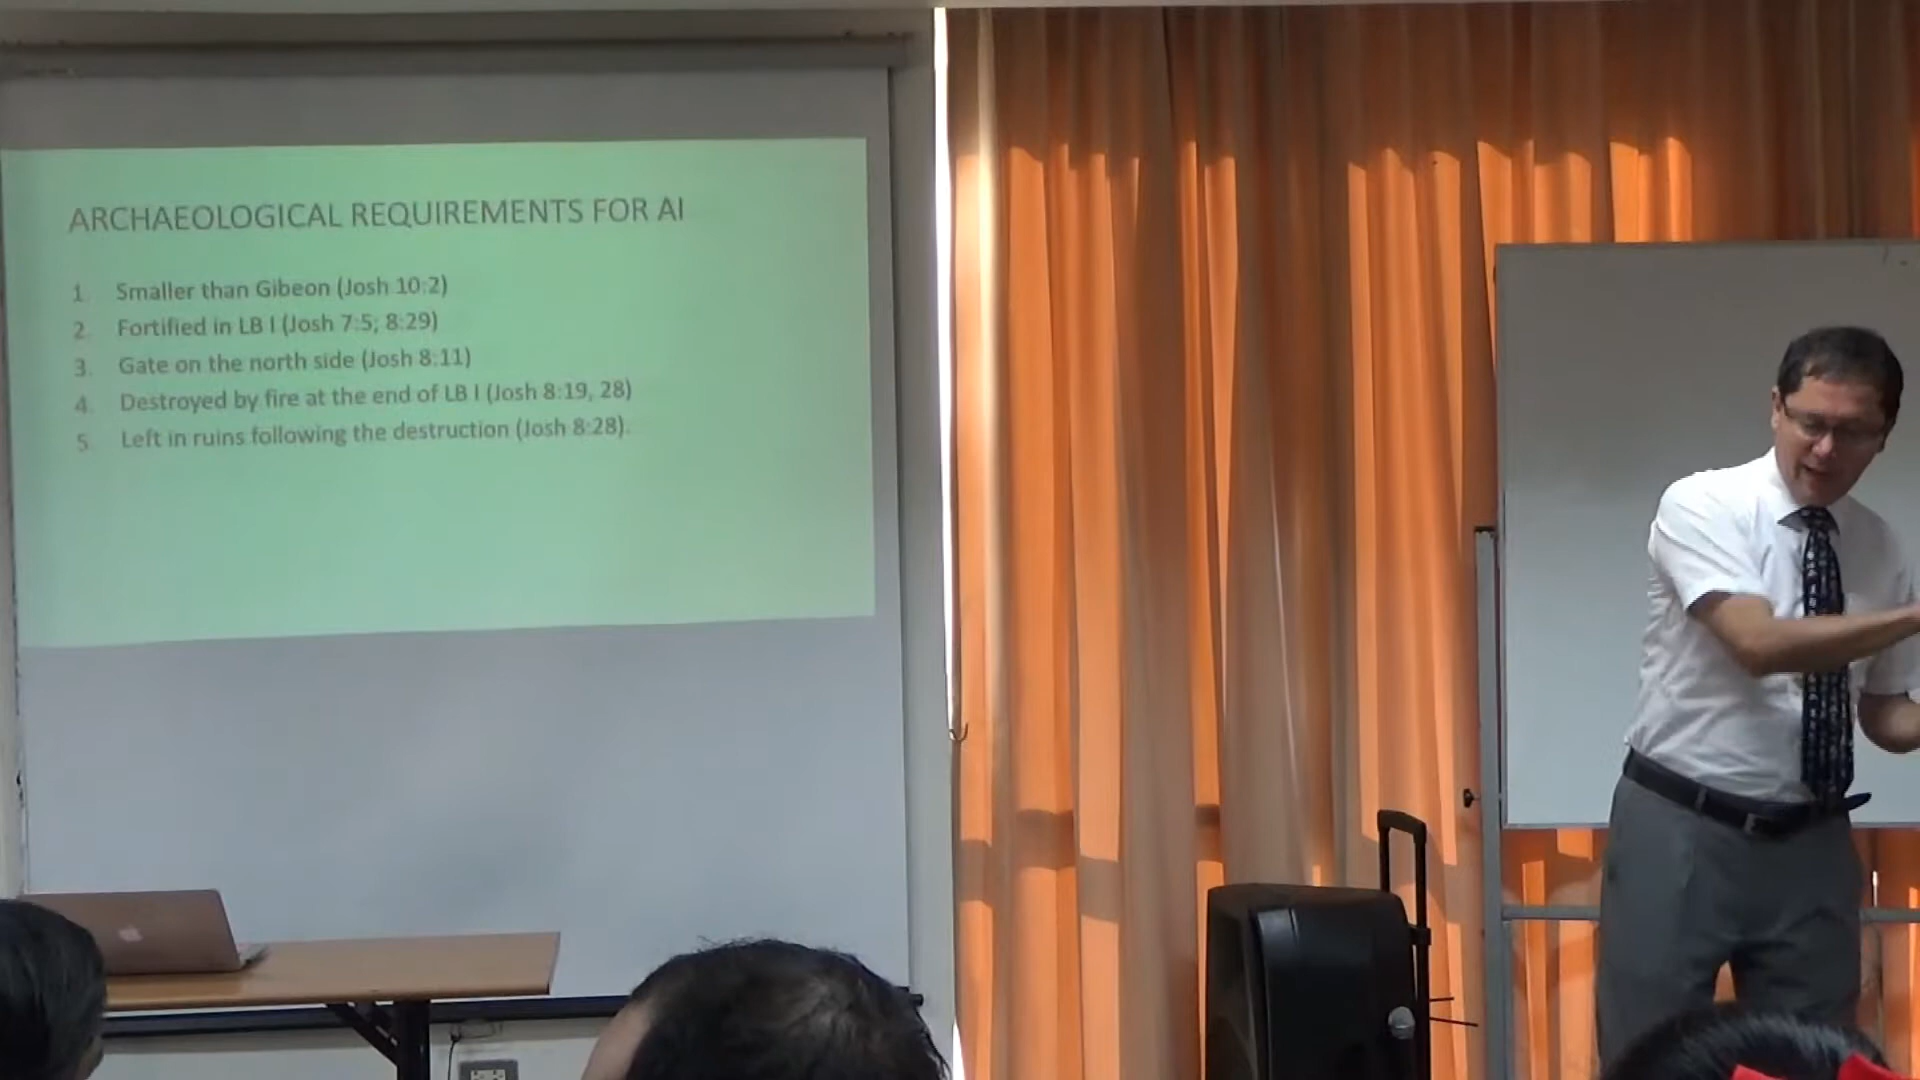 ARCHAEOLOGICAL REQUIREMENTS FOR AI
1. Smaller than Gibeon (Josh 10:2)
2. Fortified in LB I (Josh 7:5; 8:29)
3. Gate on the north side (Josh 8:11)
4. Destroyed by fire at the end of LB I (Josh 8:19, 28)
5. Left in ruins following the destruction (Josh 8:28).